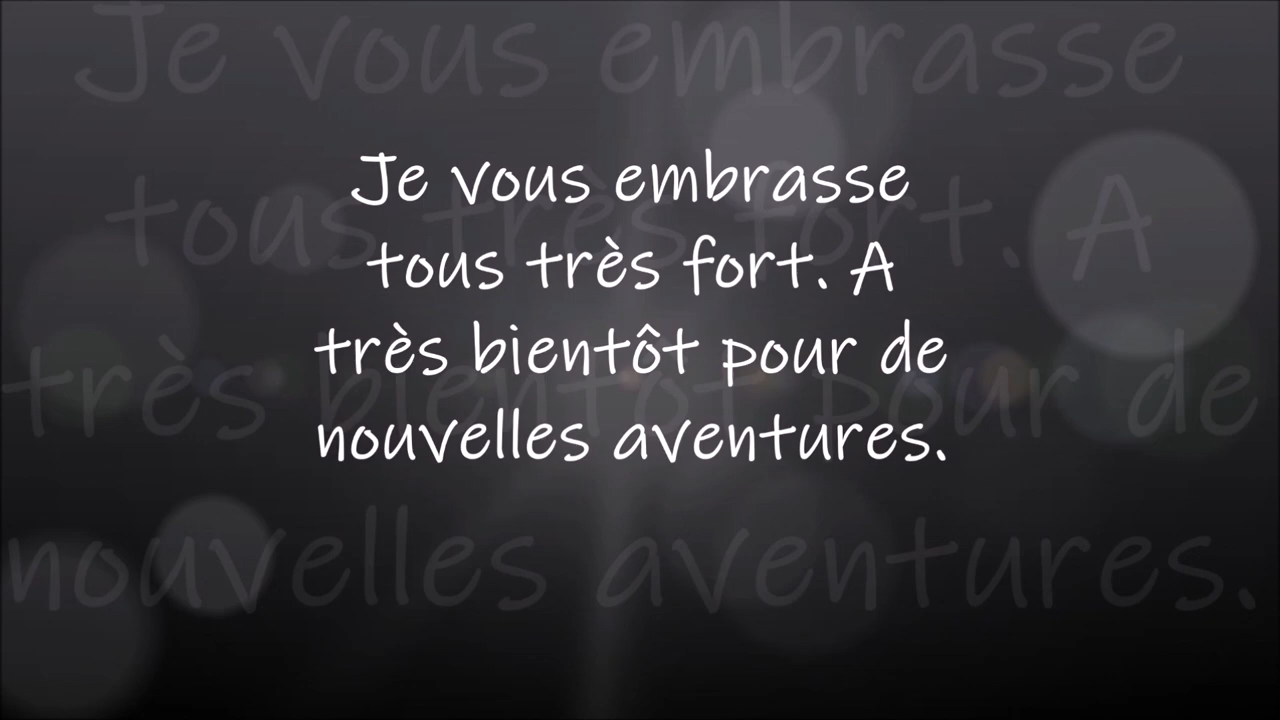 Je vous embrasse
tous très fort. A
très bientôt pour de
nouvelles aventures.